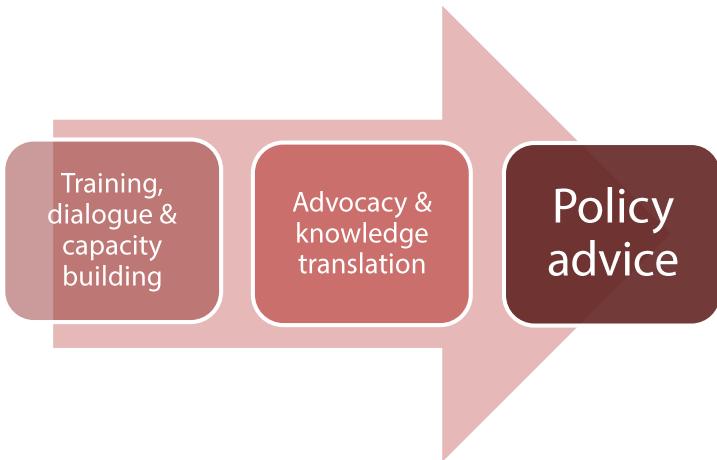 Training,
dialogue &
capacity
building
Advocacy &
knowledge
translation
Policy
advice